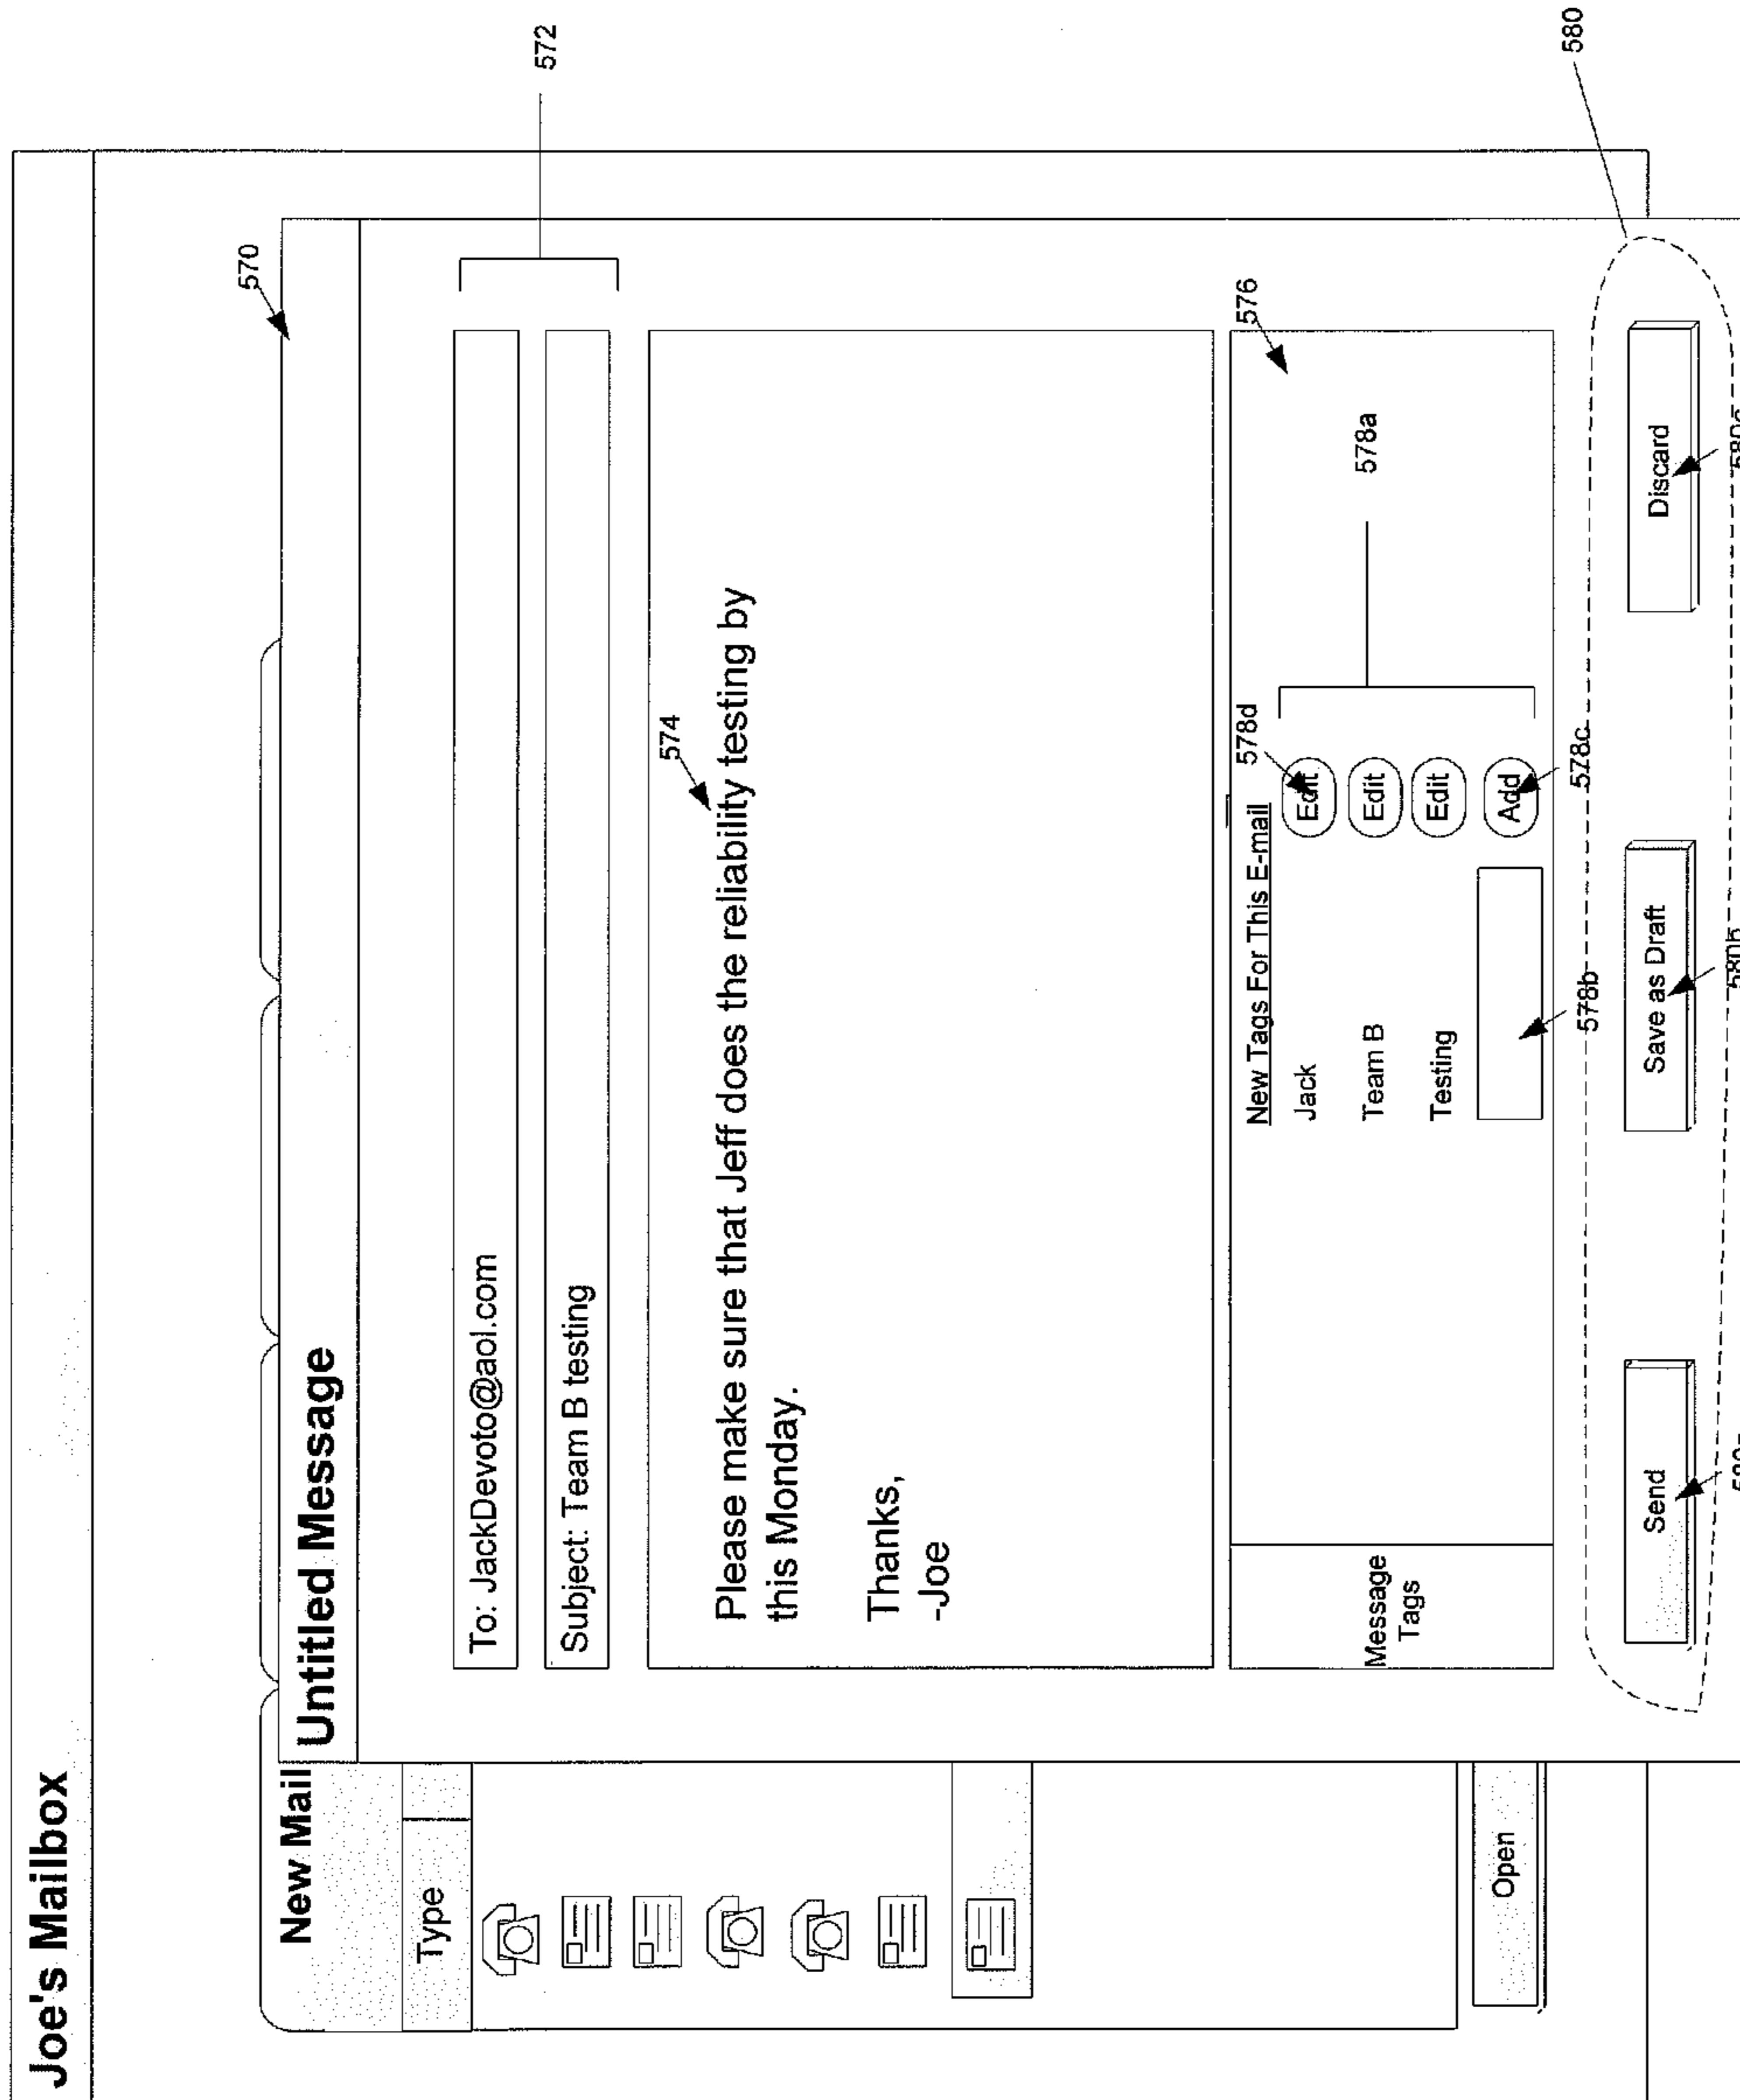 Joe's Mailbox
New Mail
Type
Open
570
Untitled Message
572
To: JackDevoto@aol.com
Subject: Team B testing
574
Please make sure that Jeff does the reliability testing by
this Monday.
Thanks,
-Joe
576
Message
Tags
New Tags For This E-mail
578d
Jack Edit
578a
Team B Edit
Testing Edit
Add
578b
578c
580
Send
Save as Draft
Discard
580b